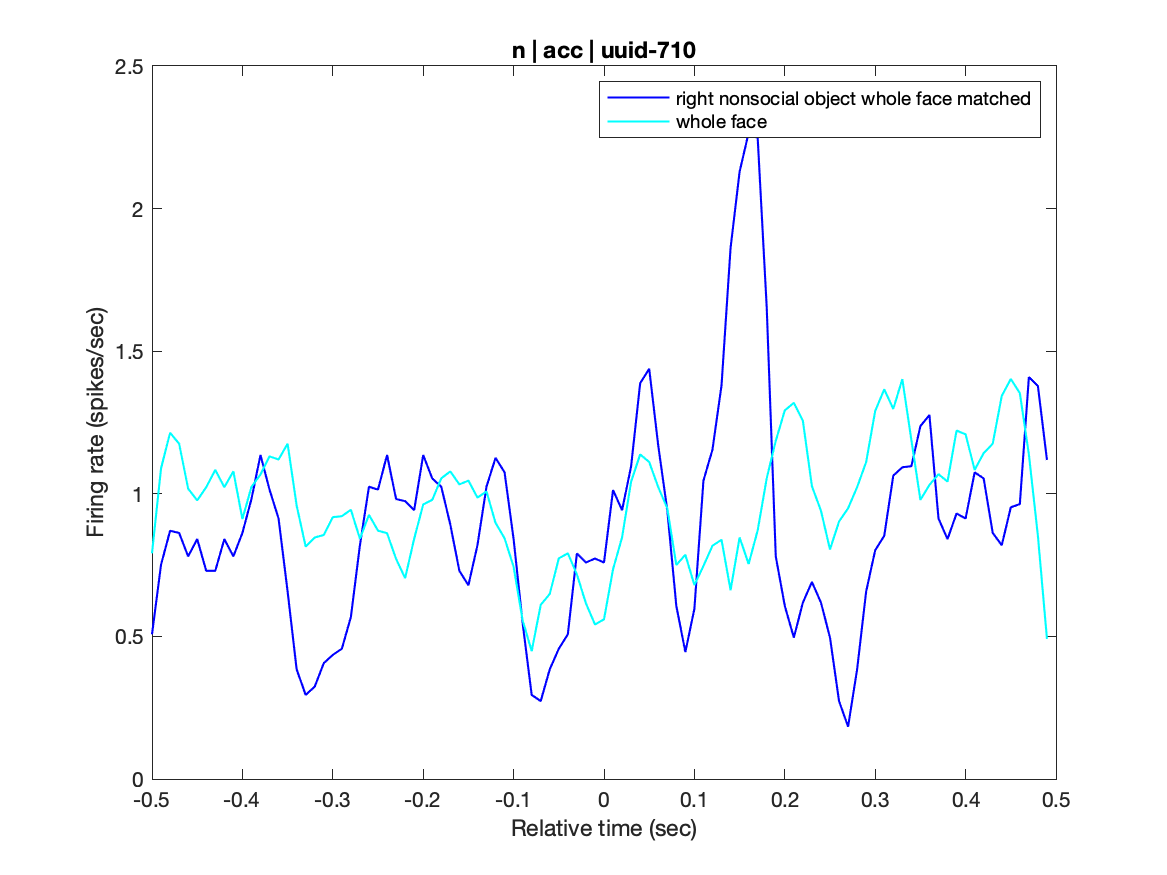 n | acc | uuid-710
right nonsocial object whole face matched
whole face
Firing rate (spikes/sec)
2.5
2
1.5
1
0.5
0
-0.5 -0.4 -0.3 -0.2 -0.1 0 0.1 0.2 0.3 0.4 0.5
Relative time (sec)